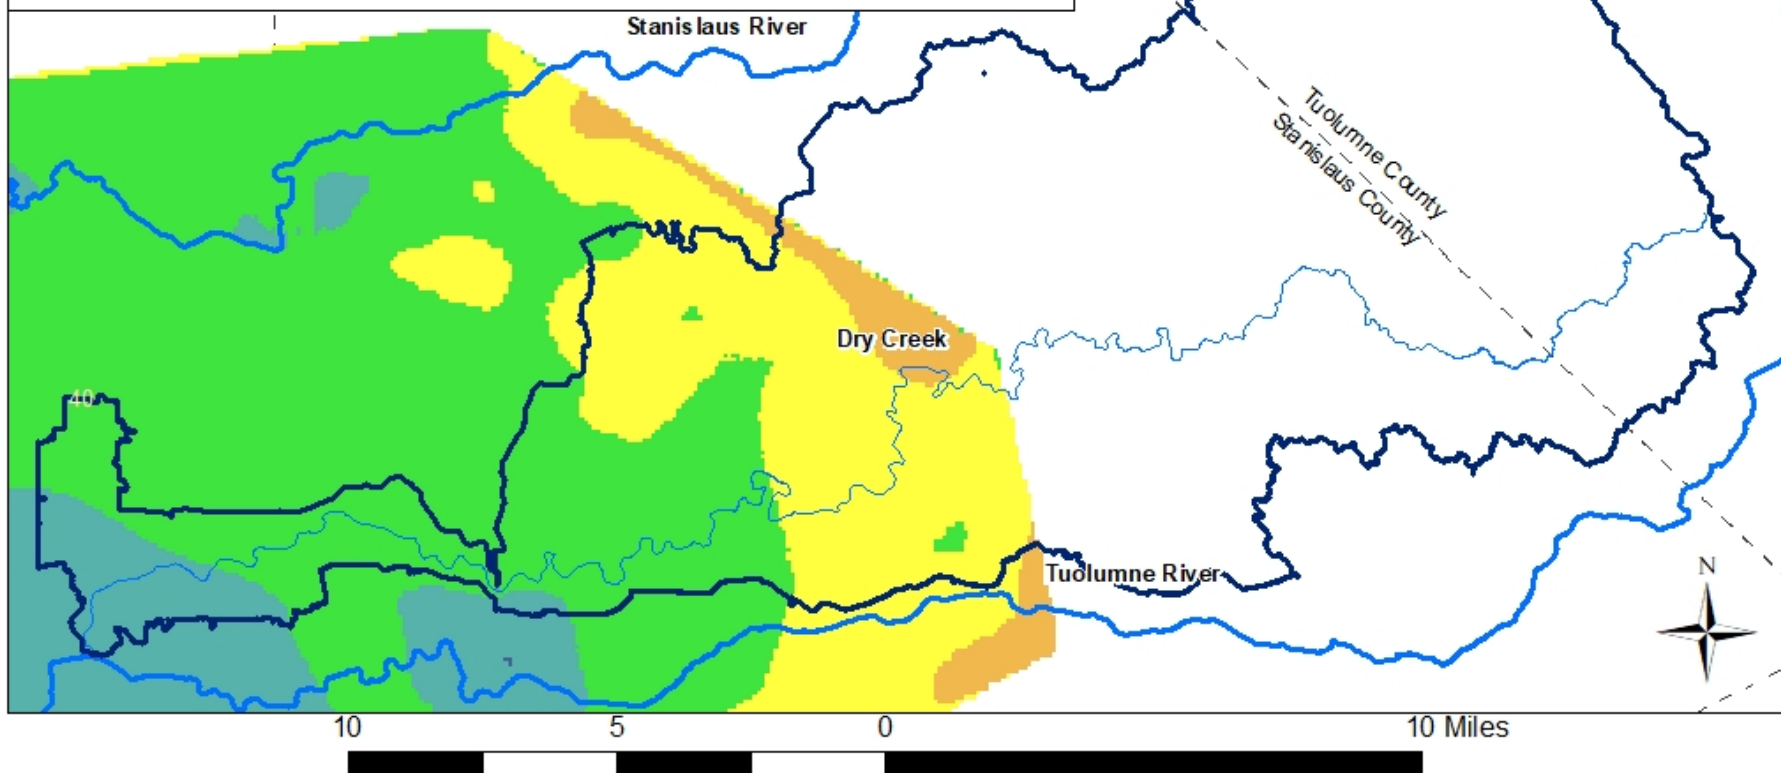 Stanislaus River
Tuolumne County
Stanislaus County
Dry Creek
40
Tuolumne River
N
10 5 0 10 Miles